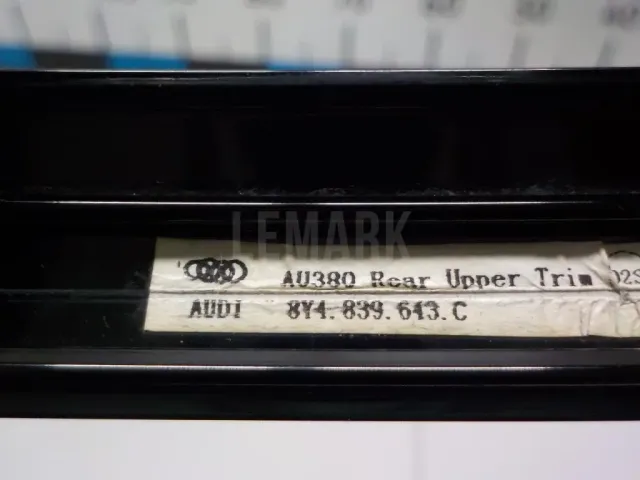 LEMARK
AU380 Rear Upper Trim
AUDI 8Y4.839.643.C